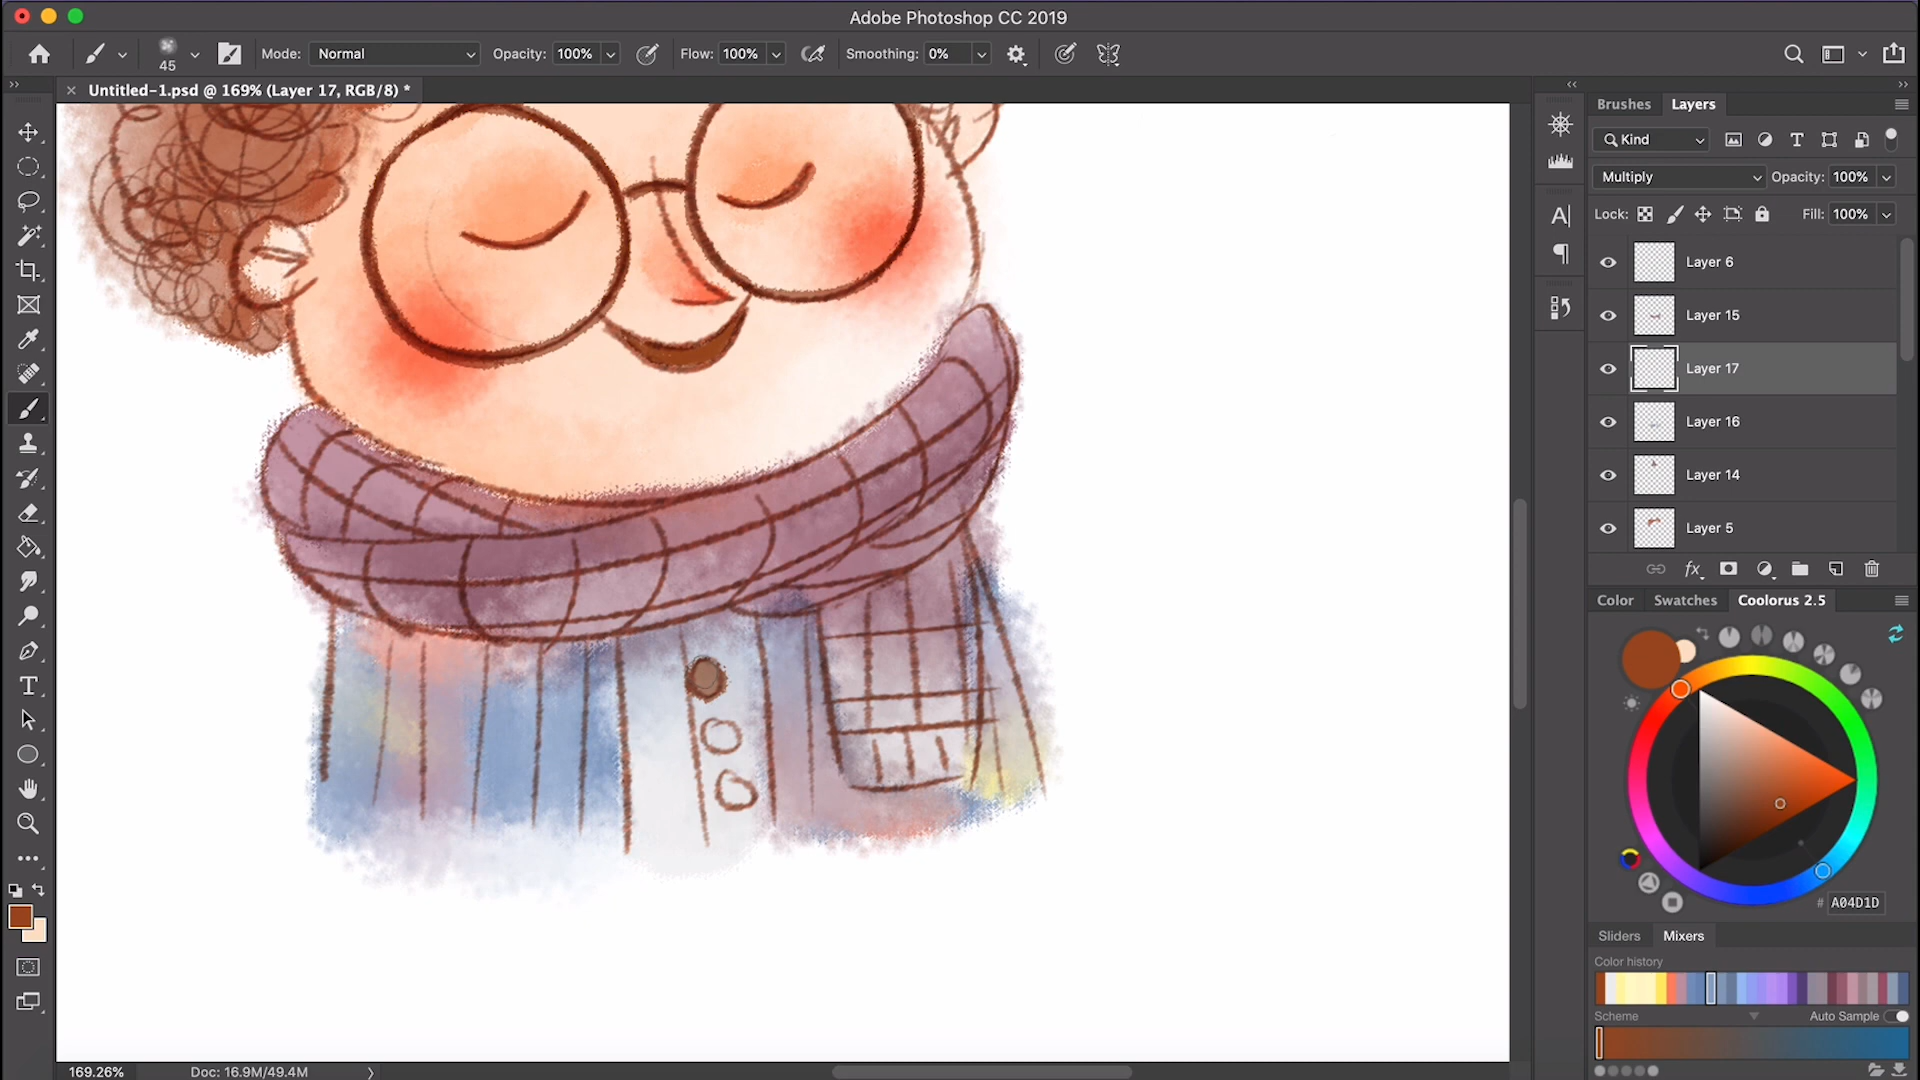 Adobe Photoshop CC 2019
45
Mode: Normal
Opacity: 100%
Flow: 100%
Smoothing: 0%
Untitled-1.psd @ 169% (Layer 17, RGB/8) *
Brushes
Layers
Kind
Multiply
Opacity: 100%
Lock:
Fill: 100%
Layer 6
Layer 15
Layer 17
Layer 16
Layer 14
Layer 5
fx
Color
Swatches
Coolorus 2.5
# A04D1D
Sliders
Mixers
Color history
Scheme
Auto Sample
169.26%
Doc: 16.9M/49.4M